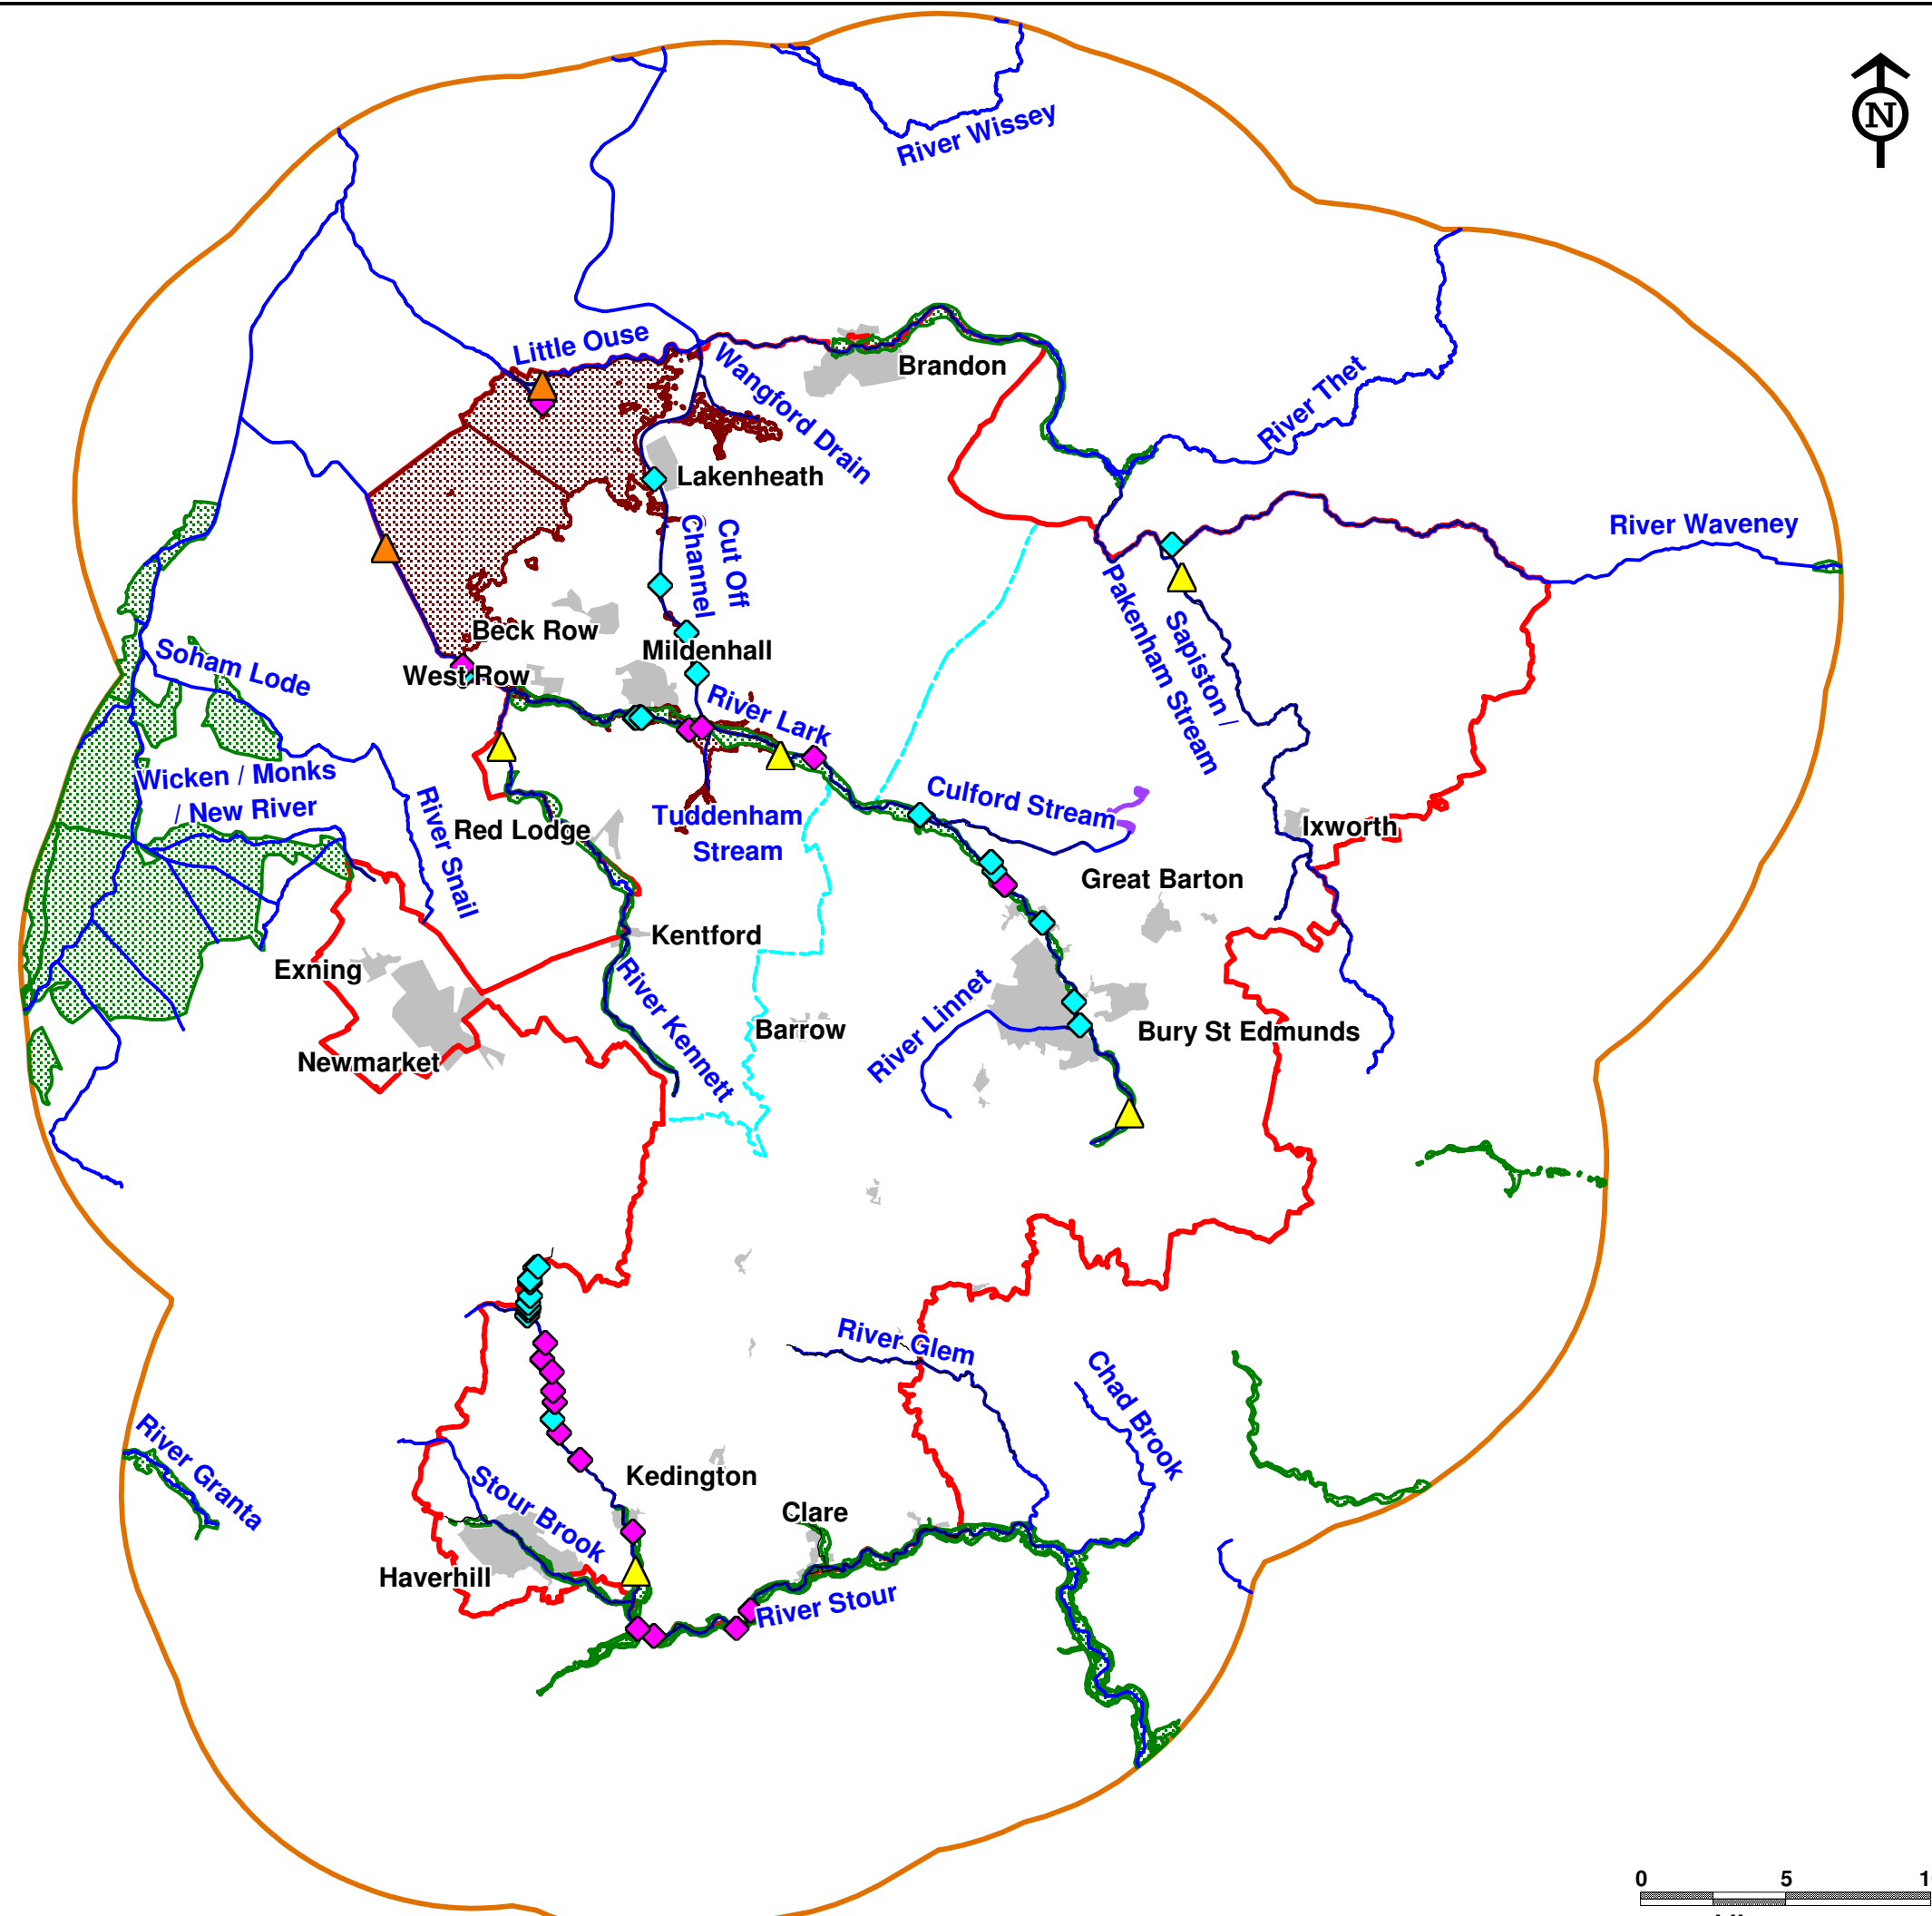 N
River Wissey
Little Ouse
Wangford Drain
Brandon
River Thet
Lakenheath
Cut Off
Channel
River Waveney
Beck Row
Mildenhall
West Row
Pakenham Stream
Sapiston /
Soham Lode
River Lark
Wicken / Monks
/ New River
River Snail
Red Lodge
Tuddenham
Stream
Culford Stream
Ixworth
Great Barton
Kentford
Exning
River Kennett
Barrow
River Linnet
Bury St Edmunds
Newmarket
River Glem
Chad Brook
River Granta
Stour Brook
Kedington
Clare
Haverhill
River Stour
0 5 1